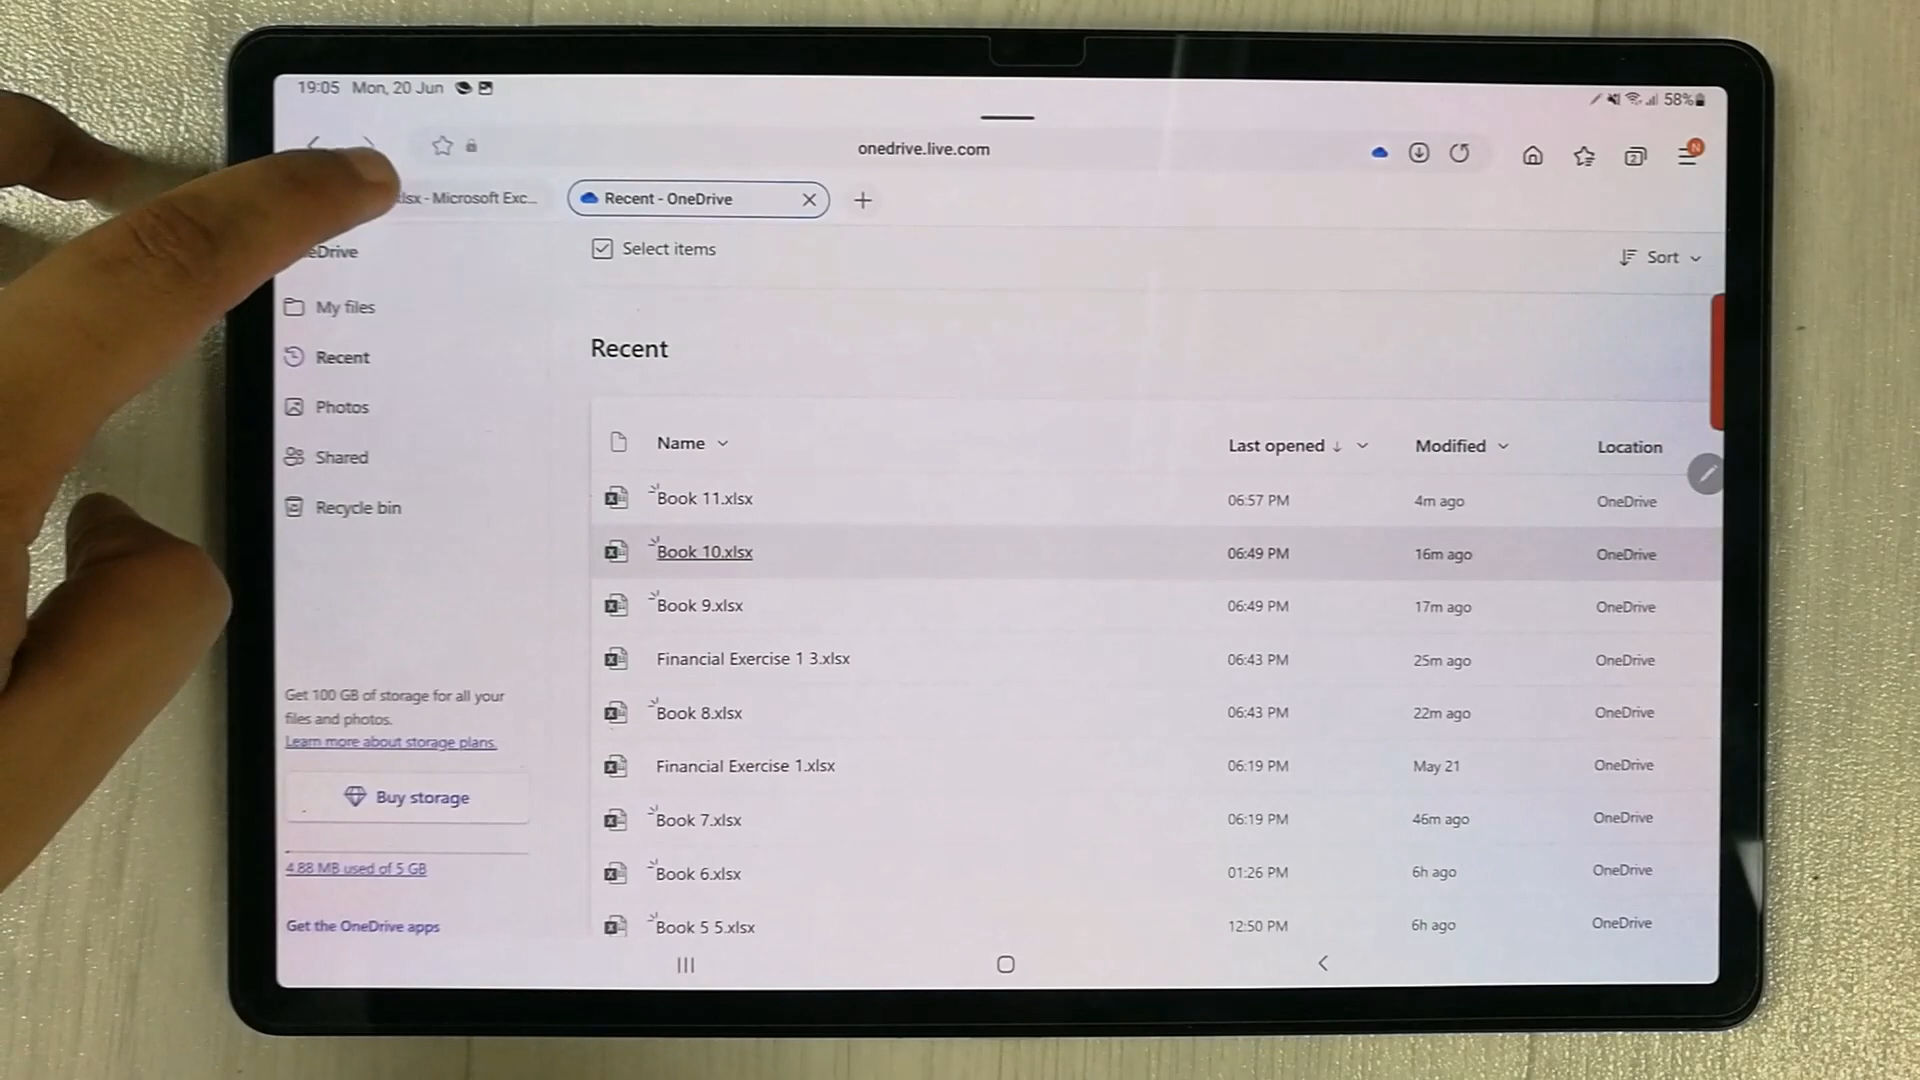 19:05 Mon, 20 Jun
58%
onedrive.live.com
2
N
xlsx - Microsoft Exc...
Recent - OneDrive
Select items
Sort
My files
Recent
Photos
Shared
Recycle bin
Get 100 GB of storage for all your
files and photos.
Learn more about storage plans.
Buy storage
4.88 MB used of 5 GB
Get the OneDrive apps
Recent
Name Last opened ↓ Modified Location
Book 11.xlsx 06:57 PM 4m ago OneDrive
Book 10.xlsx 06:49 PM 16m ago OneDrive
Book 9.xlsx 06:49 PM 17m ago OneDrive
Financial Exercise 1 3.xlsx 06:43 PM 25m ago OneDrive
Book 8.xlsx 06:43 PM 22m ago OneDrive
Financial Exercise 1.xlsx 06:19 PM May 21 OneDrive
Book 7.xlsx 06:19 PM 46m ago OneDrive
Book 6.xlsx 01:26 PM 6h ago OneDrive
Book 5 5.xlsx 12:50 PM 6h ago OneDrive